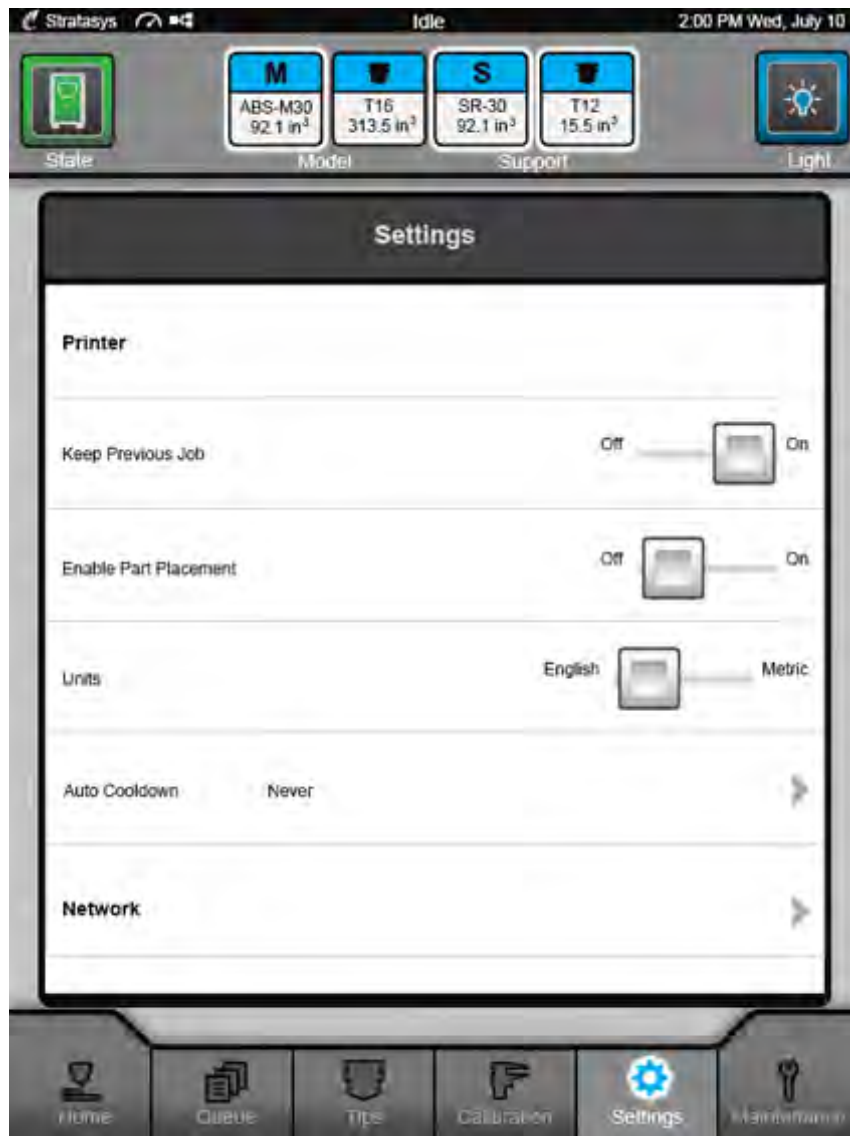 Stratasys Idle 2:00 PM Wed, July 10
M S
ABS-M30 T16 SR-30 T12
92.1 in³ 313.5 in³ 92.1 in³ 15.5 in³
State Model Support Light
Settings
Printer
Keep Previous Job Off On
Enable Part Placement Off On
Units English Metric
Auto Cooldown Never
Network
Home Queue Tips Calibration Settings Maintenance